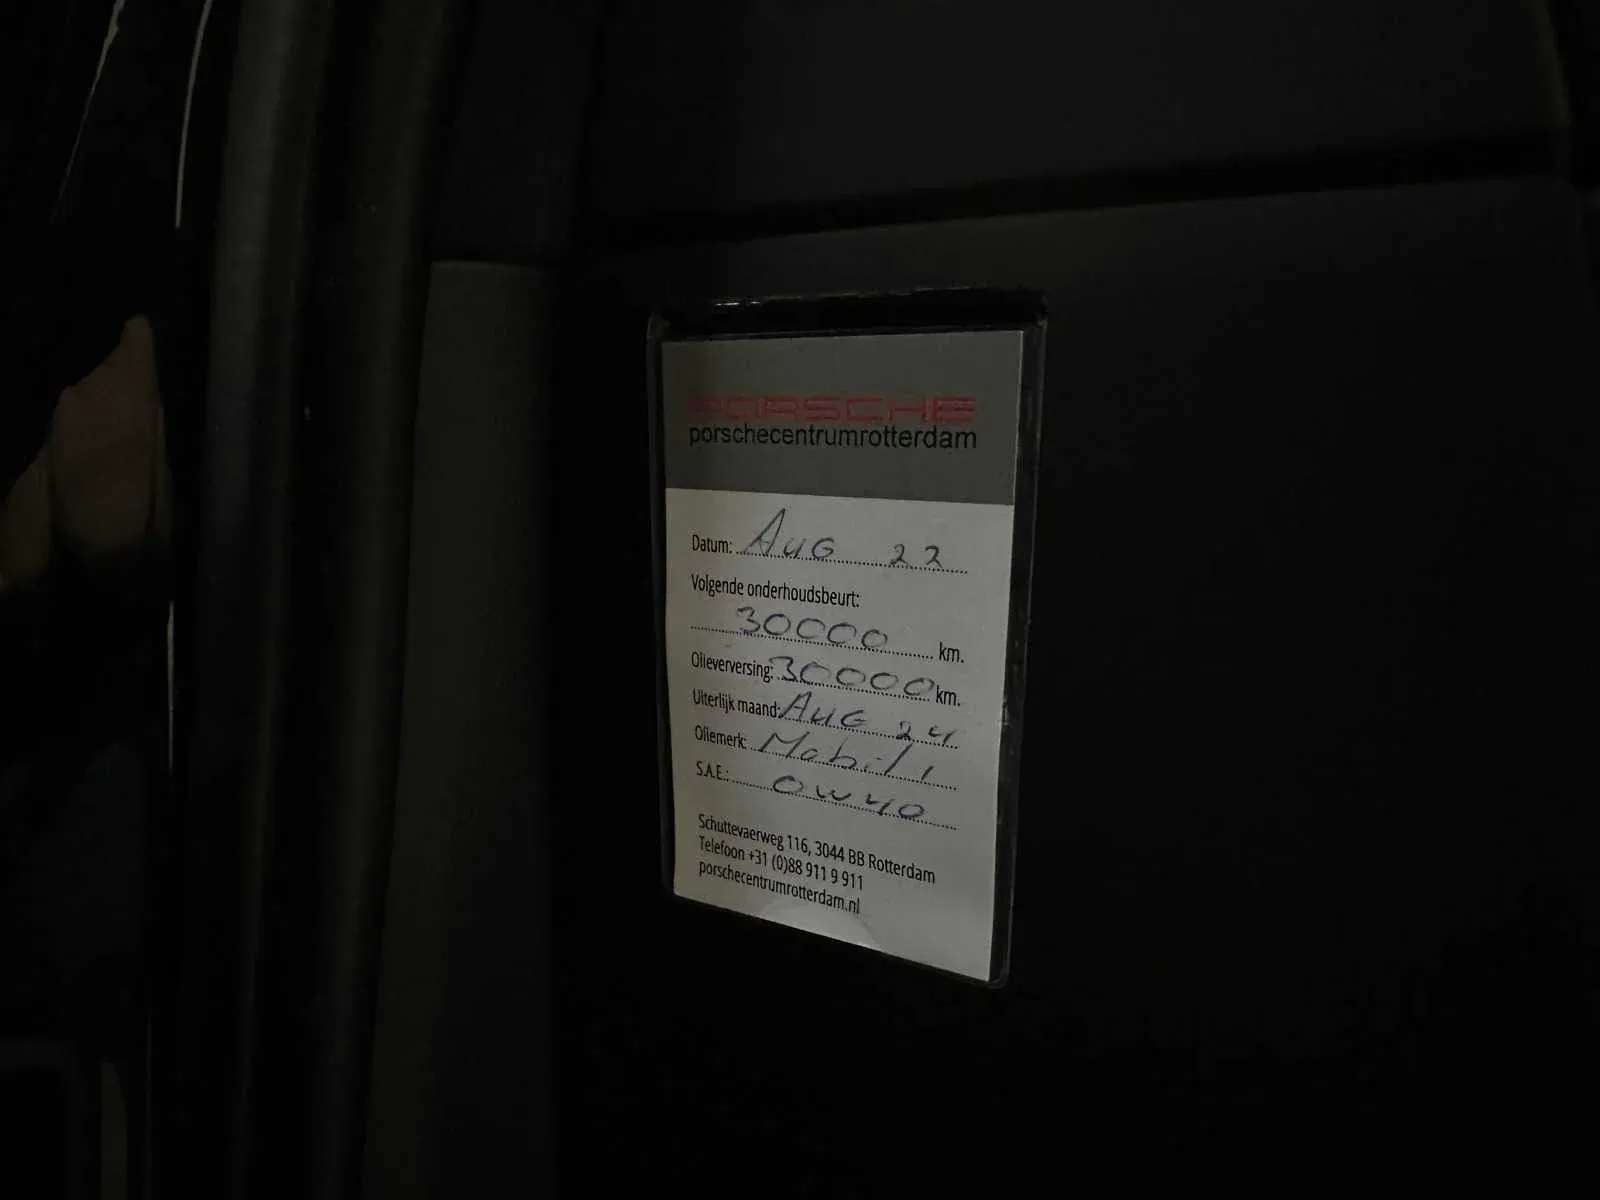 PORSCHE
porschecentrumrotterdam
Datum: Aug 22
Volgende onderhoudsbeurt:
30000 km.
Olieverversing: 30000 km.
Uiterlijk maand: Aug 24
Oliemerk: Mobil 1
S.A.E.: 0W40
Schuttevaerweg 116, 3044 BB Rotterdam
Telefoon +31 (0)88 911 9 911
porschecentrumrotterdam.nl